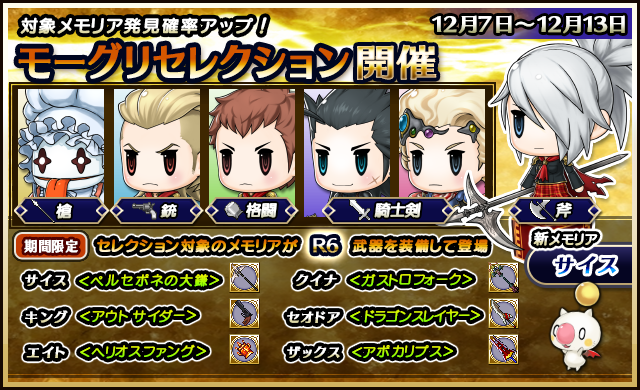 対象メモリア発見確率アップ！
12月7日～12月13日
モーグリセレクション開催
槍
銃
格闘
騎士剣
斧
期間限定
セレクション対象のメモリアが R6 武器を装備して登場
新メモリア
サイス
サイス <ペルセポネの大鎌>
クイナ <ガストロフォーク>
キング <アウトサイダー>
セオドア <ドラゴンスレイヤー>
エイト <ヘリオスファング>
ザックス <アポカリプス>